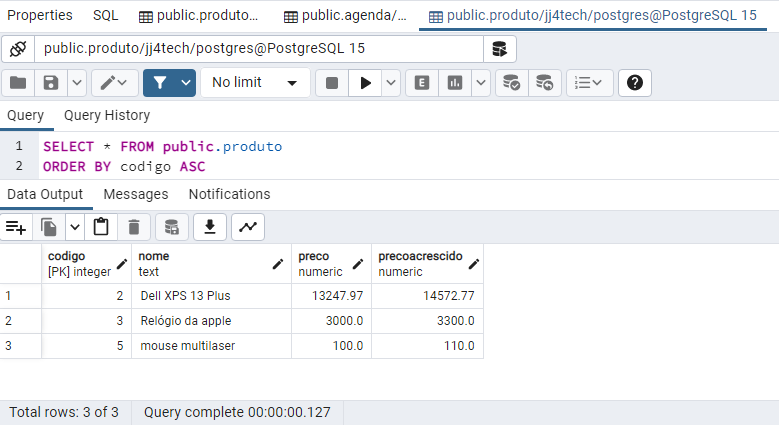 Properties SQL public.produto... public.agenda/... public.produto/jj4tech/postgres@PostgreSQL 15
public.produto/jj4tech/postgres@PostgreSQL 15
No limit E ?
Query Query History
1 SELECT * FROM public.produto
2 ORDER BY codigo ASC
Data Output Messages Notifications
codigo nome preco precoacrescido
[PK] integer text numeric numeric
1 2 Dell XPS 13 Plus 13247.97 14572.77
2 3 Relógio da apple 3000.0 3300.0
3 5 mouse multilaser 100.0 110.0
Total rows: 3 of 3 Query complete 00:00:00.127